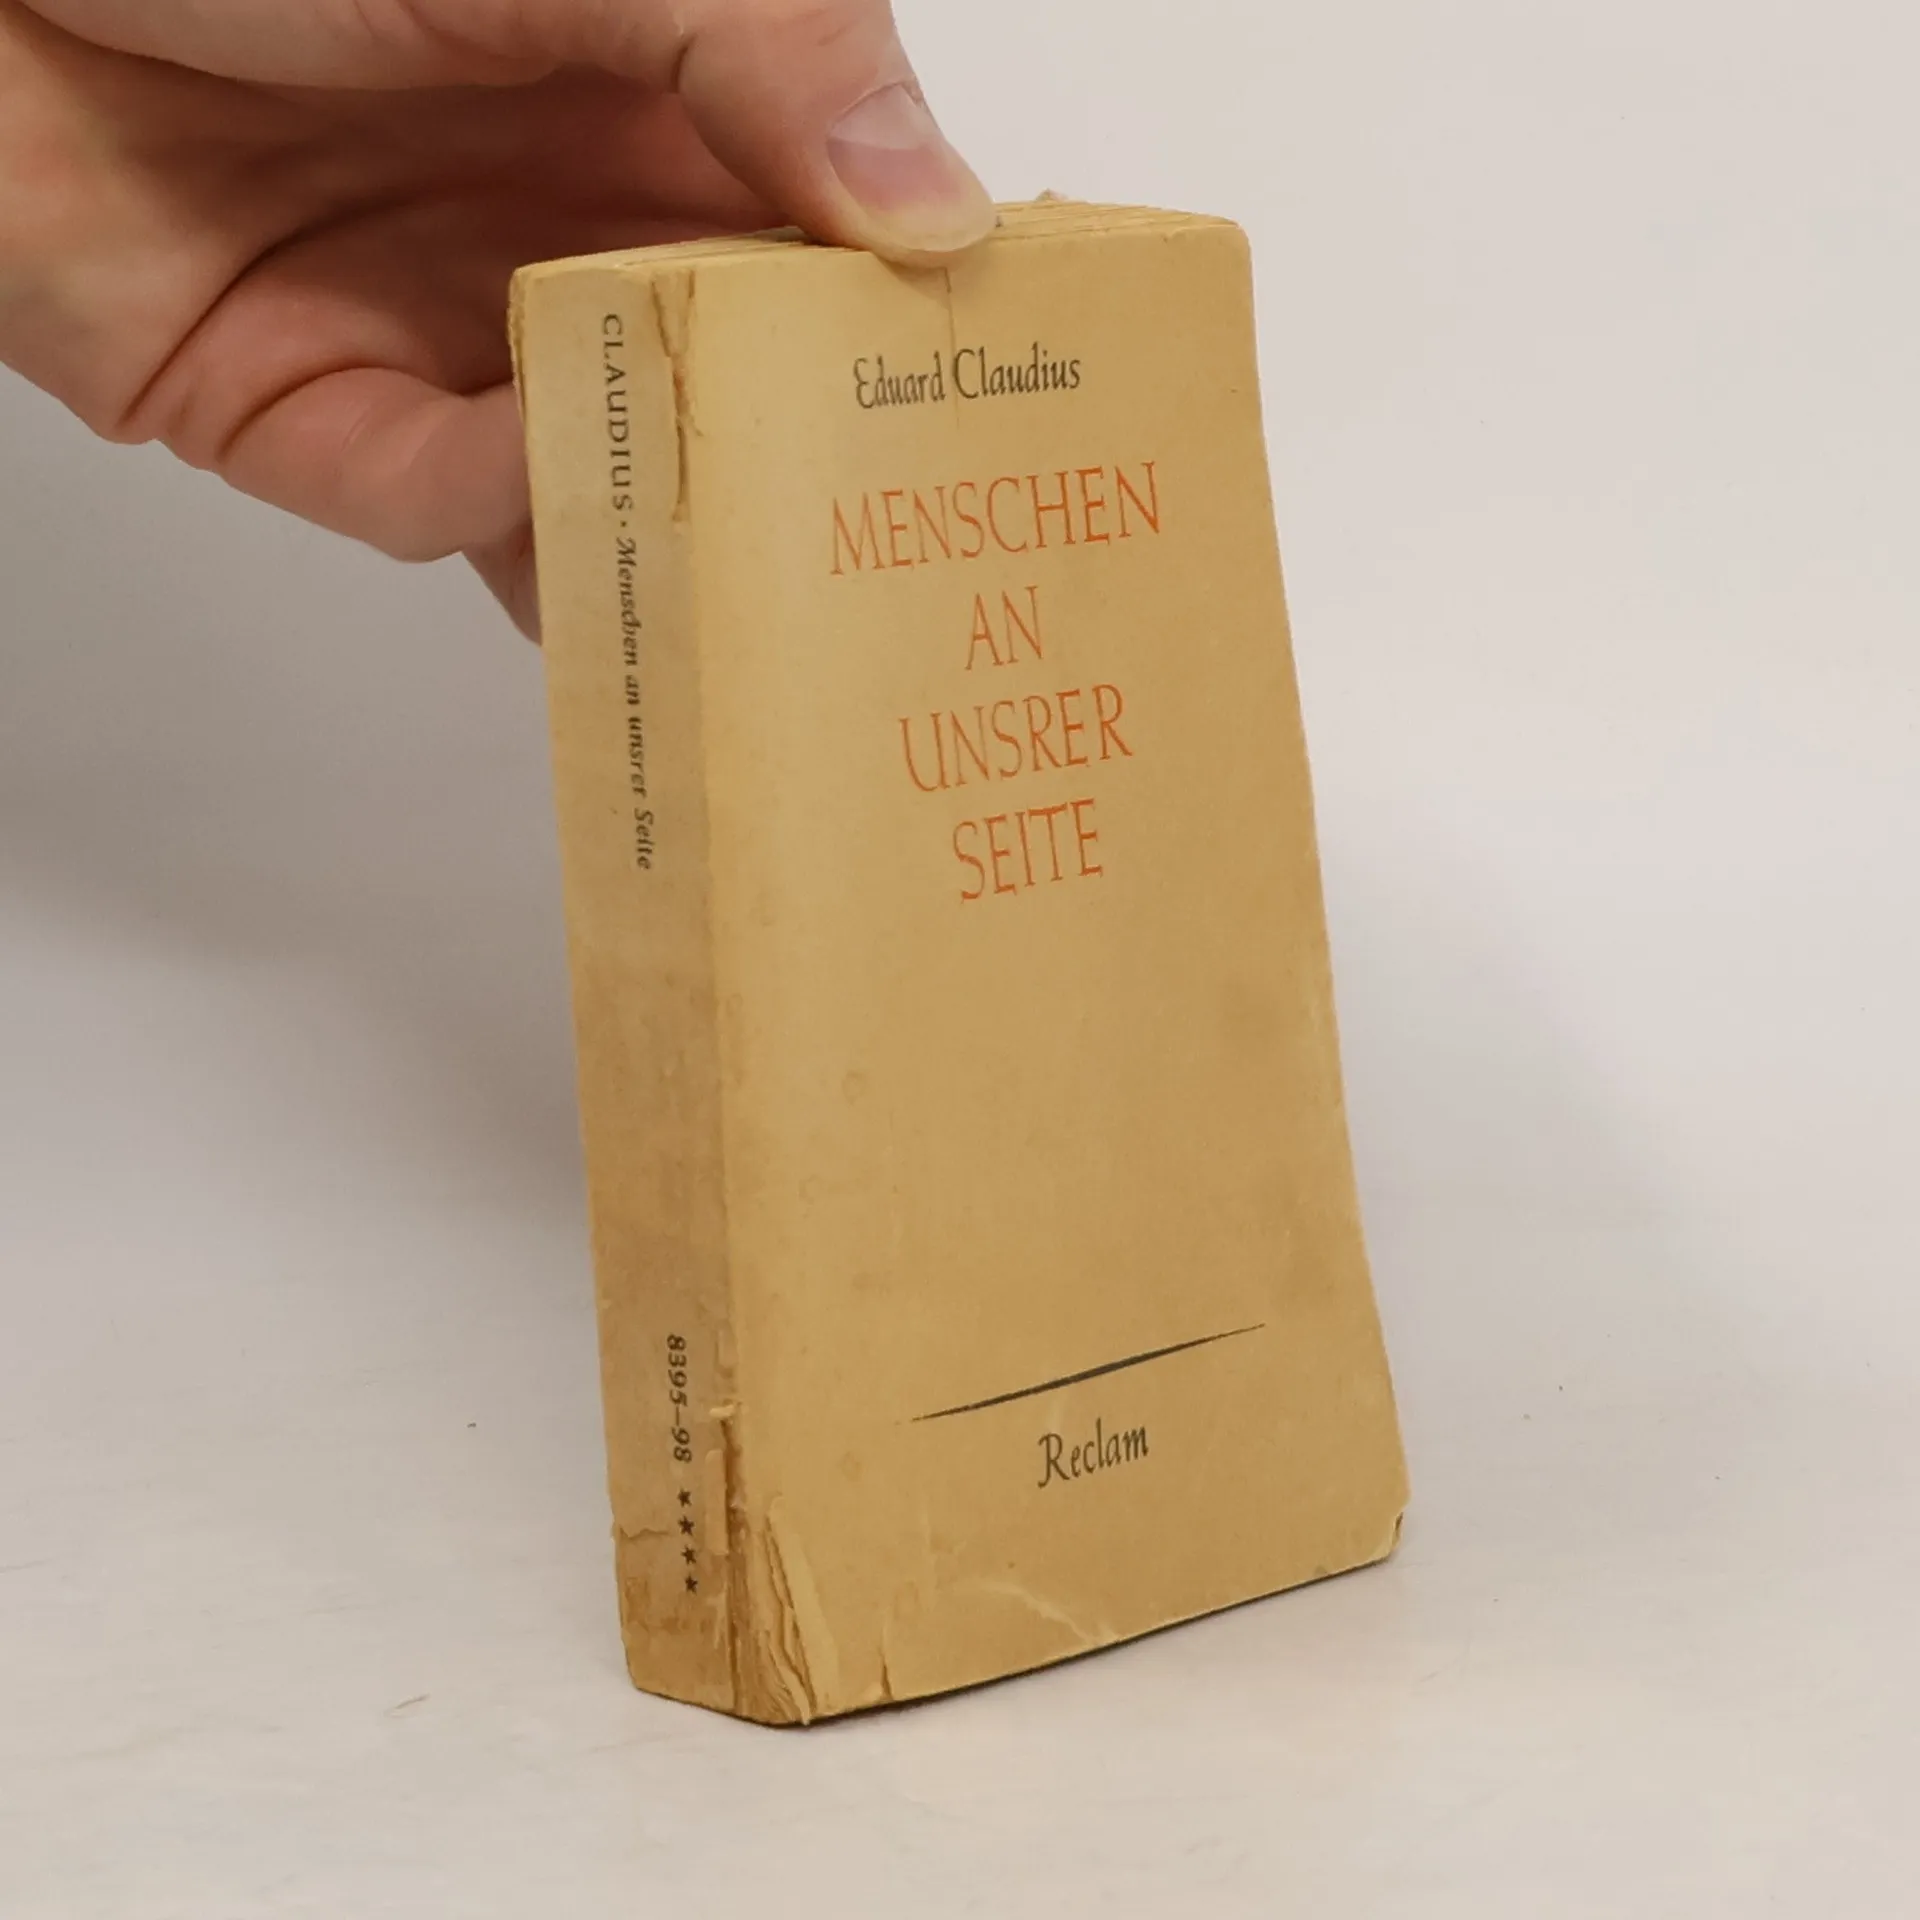 CLAUDIUS · Menschen an unsrer Seite
8395–98 ★★★★
Eduard Claudius
MENSCHEN
AN
UNSRER
SEITE
Reclam